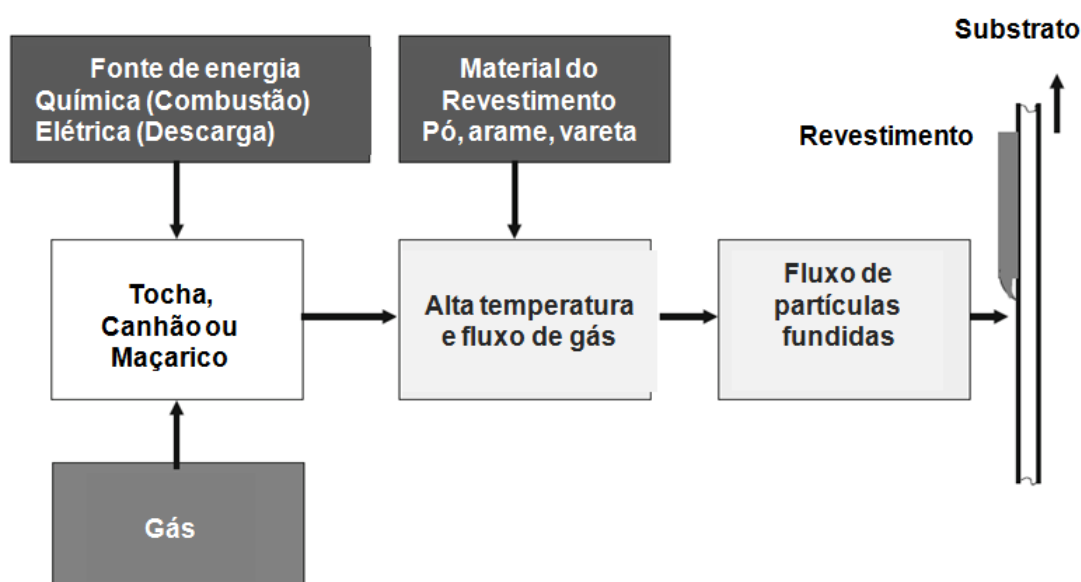 Substrato
Fonte de energia
Química (Combustão)
Elétrica (Descarga)
Material do
Revestimento
Pó, arame, vareta
Revestimento
Tocha,
Canhão ou
Maçarico
Alta temperatura
e fluxo de gás
Fluxo de
partículas
fundidas
Gás